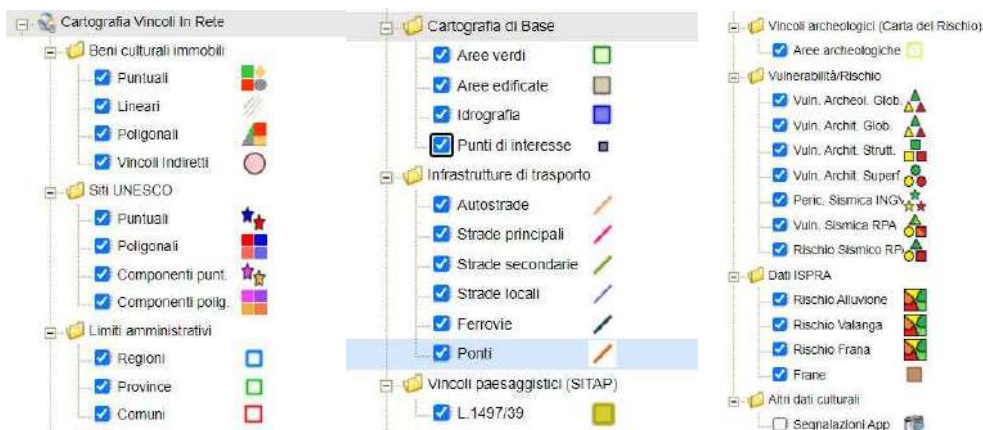 Cartografia Vincoli In Rete
Beni culturali immobili
Puntuali
Lineari
Poligonali
Vincoli Indiretti
Siti UNESCO
Puntuali
Poligonali
Componenti punt.
Componenti polig.
Limiti amministrativi
Regioni
Province
Comuni
Cartografia di Base
Aree verdi
Aree edificate
Idrografia
Punti di interesse
Infrastrutture di trasporto
Autostrade
Strade principali
Strade secondarie
Strade locali
Ferrovie
Ponti
Vincoli paesaggistici (SITAP)
L.1497/39
Vincoli archeologici (Carta del Rischio)
Aree archeologiche
Vulnerabilità/Rischio
Vuln. Archeol. Glob.
Vuln. Archit. Glob.
Vuln. Archit. Strutt.
Vuln. Archit. Superf
Peric. Sismica INGV
Vuln. Sismica RPA
Rischio Sismico RP
Dati ISPRA
Rischio Alluvione
Rischio Valanga
Rischio Frana
Frane
Altri dati culturali
Segnalazioni App